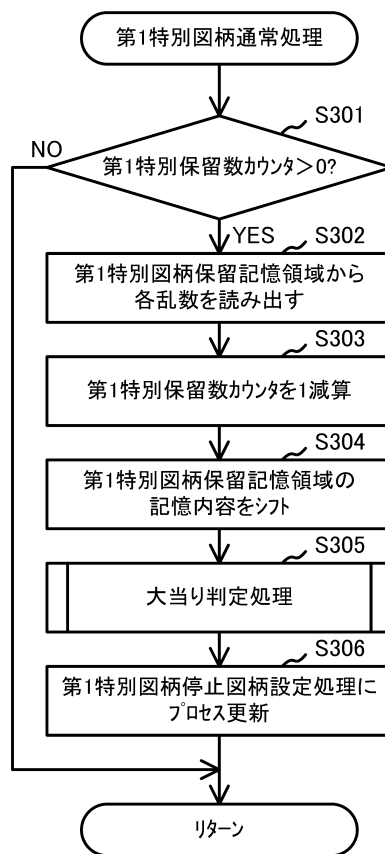 第1特別図柄通常処理
S301
NO
第1特別保留数カウンタ＞0?
YES
S302
第1特別図柄保留記憶領域から
各乱数を読み出す
S303
第1特別保留数カウンタを1減算
S304
第1特別図柄保留記憶領域の
記憶内容をシフト
S305
大当り判定処理
S306
第1特別図柄停止図柄設定処理に
プロセス更新
リターン